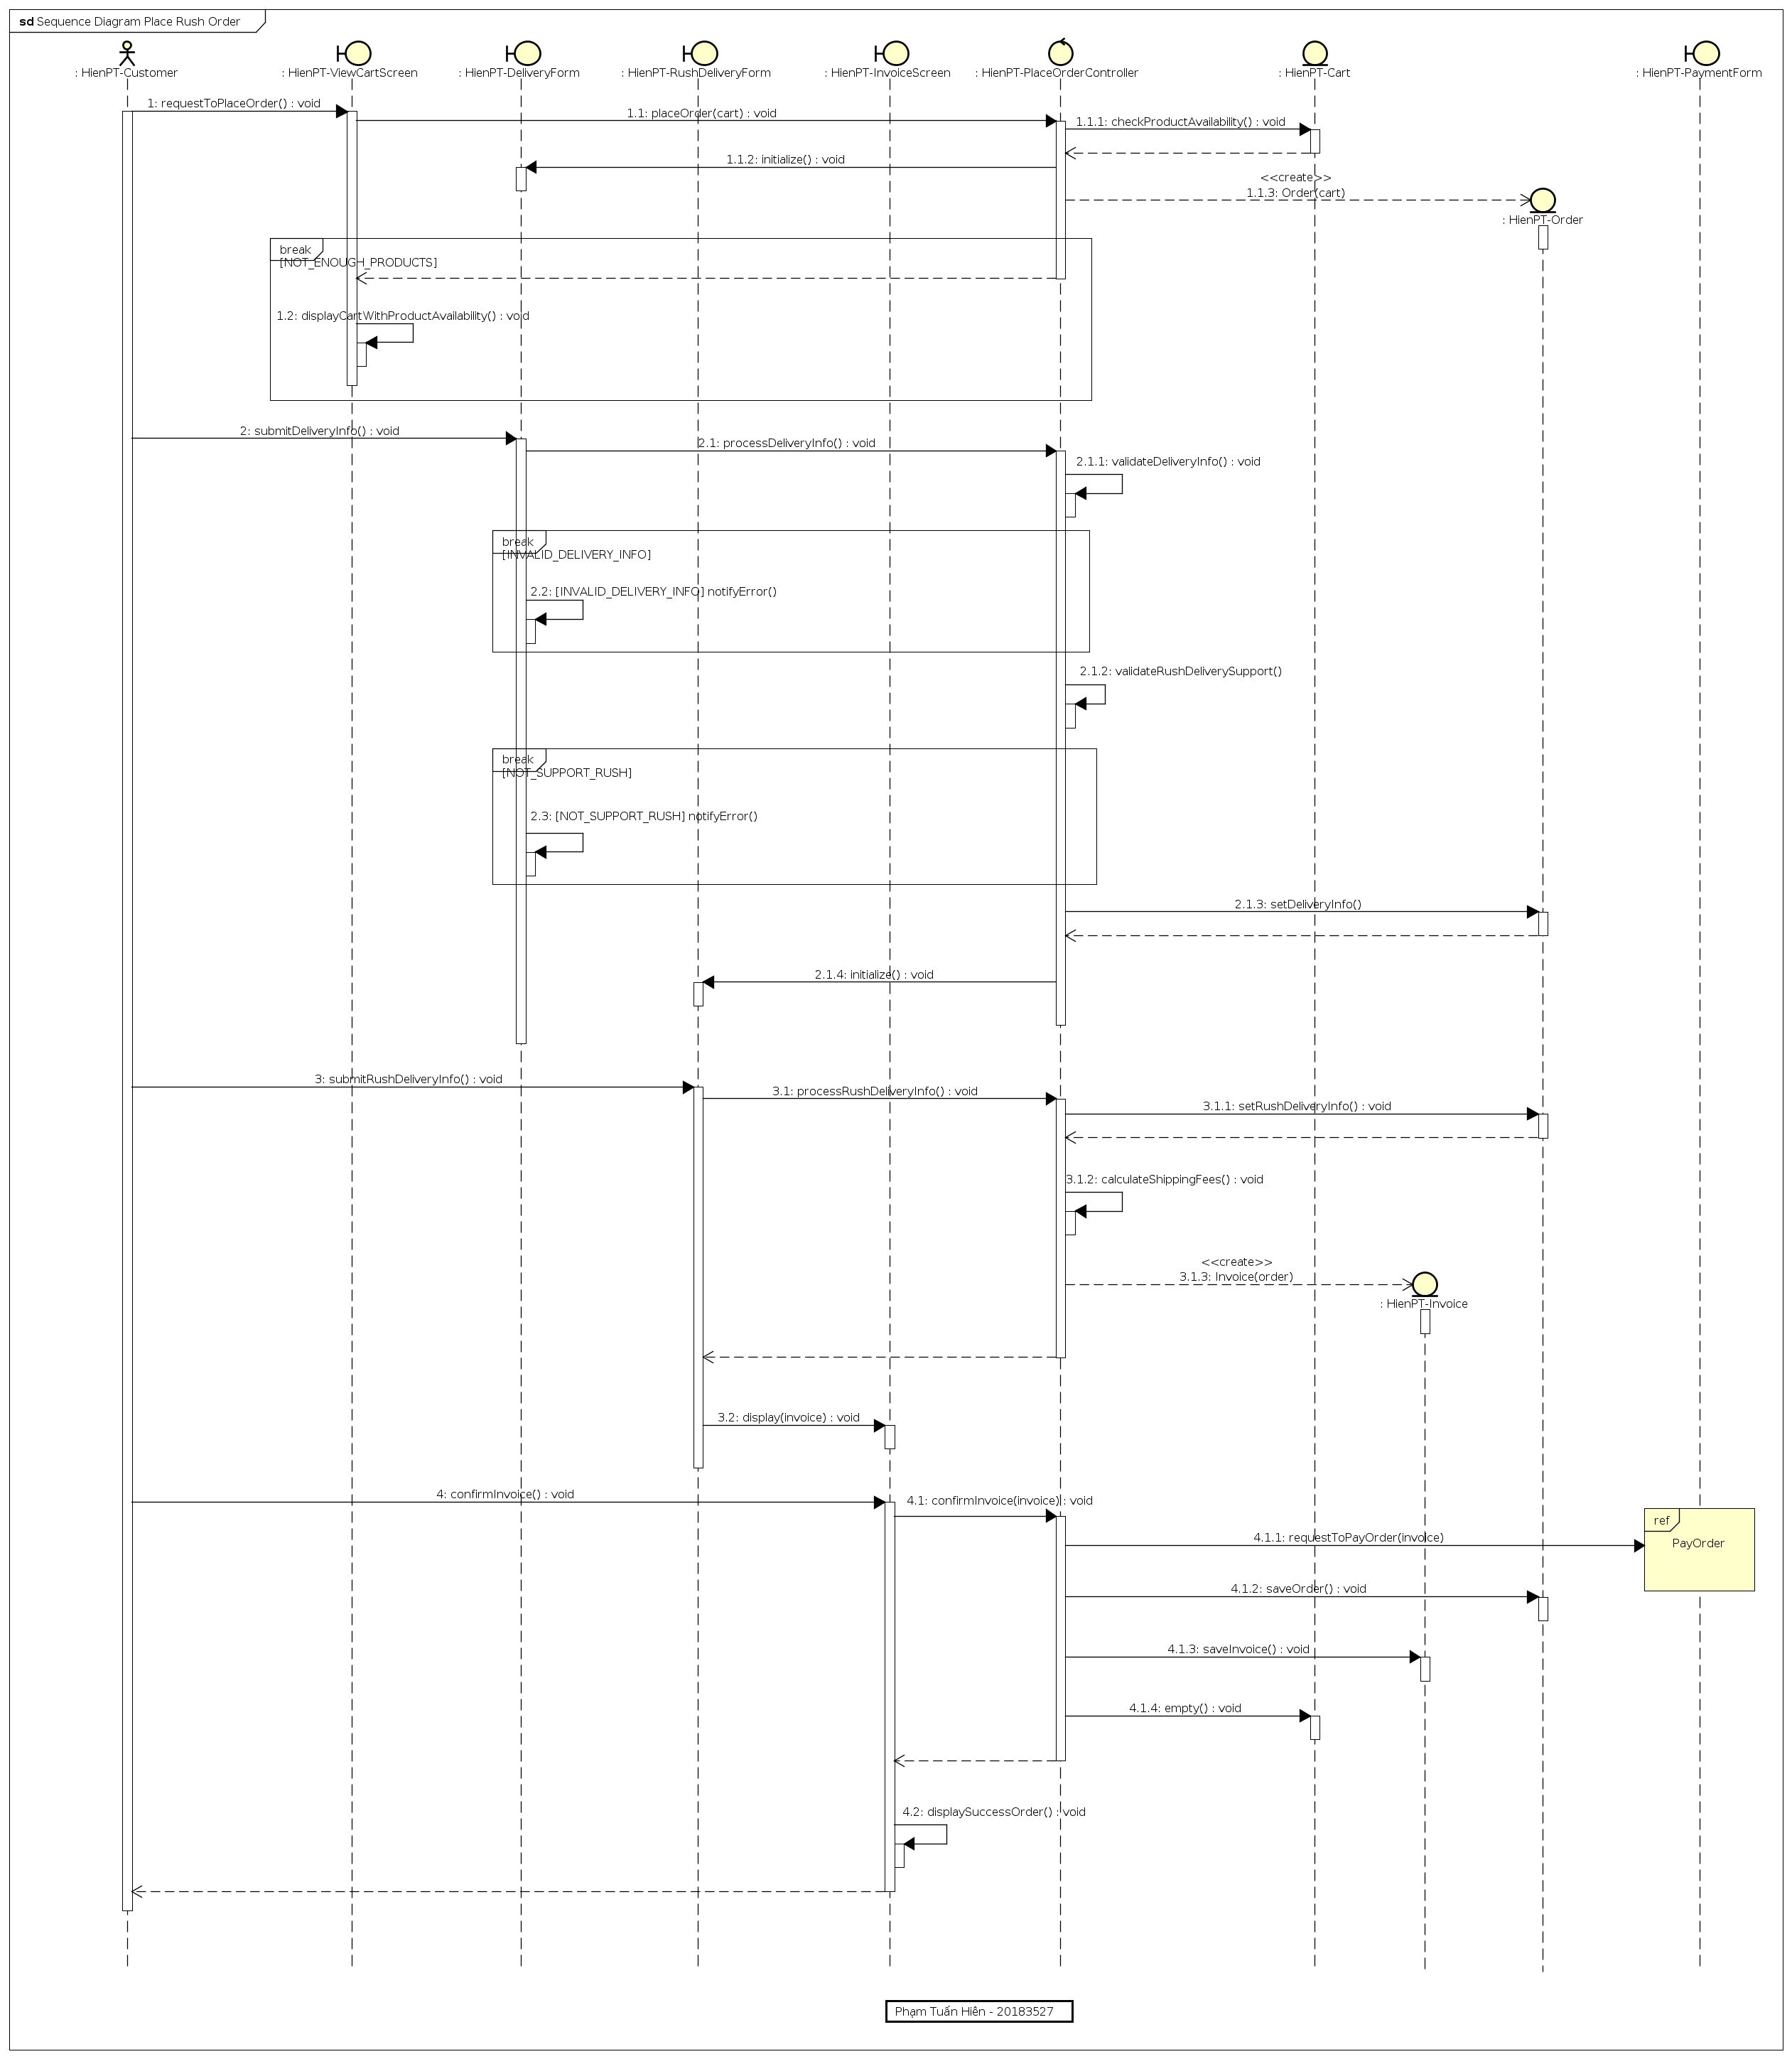 sd Sequence Diagram Place Rush Order
: HienPT-Customer
: HienPT-ViewCartScreen
: HienPT-DeliveryForm
: HienPT-RushDeliveryForm
: HienPT-InvoiceScreen
: HienPT-PlaceOrderController
: HienPT-Cart
: HienPT-PaymentForm
1: requestToPlaceOrder() : void
1.1: placeOrder(cart) : void
1.1.1: checkProductAvailability() : void
1.1.2: initialize() : void
<<create>>
1.1.3: Order(cart)
: HienPT-Order
break
[NOT_ENOUGH_PRODUCTS]
1.2: displayCartWithProductAvailability() : void
2: submitDeliveryInfo() : void
2.1: processDeliveryInfo() : void
2.1.1: validateDeliveryInfo() : void
break
[INVALID_DELIVERY_INFO]
2.2: [INVALID_DELIVERY_INFO] notifyError()
2.1.2: validateRushDeliverySupport()
break
[NOT_SUPPORT_RUSH]
2.3: [NOT_SUPPORT_RUSH] notifyError()
2.1.3: setDeliveryInfo()
2.1.4: initialize() : void
3: submitRushDeliveryInfo() : void
3.1: processRushDeliveryInfo() : void
3.1.1: setRushDeliveryInfo() : void
3.1.2: calculateShippingFees() : void
<<create>>
3.1.3: Invoice(order)
: HienPT-Invoice
3.2: display(invoice) : void
4: confirmInvoice() : void
4.1: confirmInvoice(invoice) : void
ref
PayOrder
4.1.1: requestToPayOrder(invoice)
4.1.2: saveOrder() : void
4.1.3: saveInvoice() : void
4.1.4: empty() : void
4.2: displaySuccessOrder() : void
Phạm Tuấn Hiên - 20183527